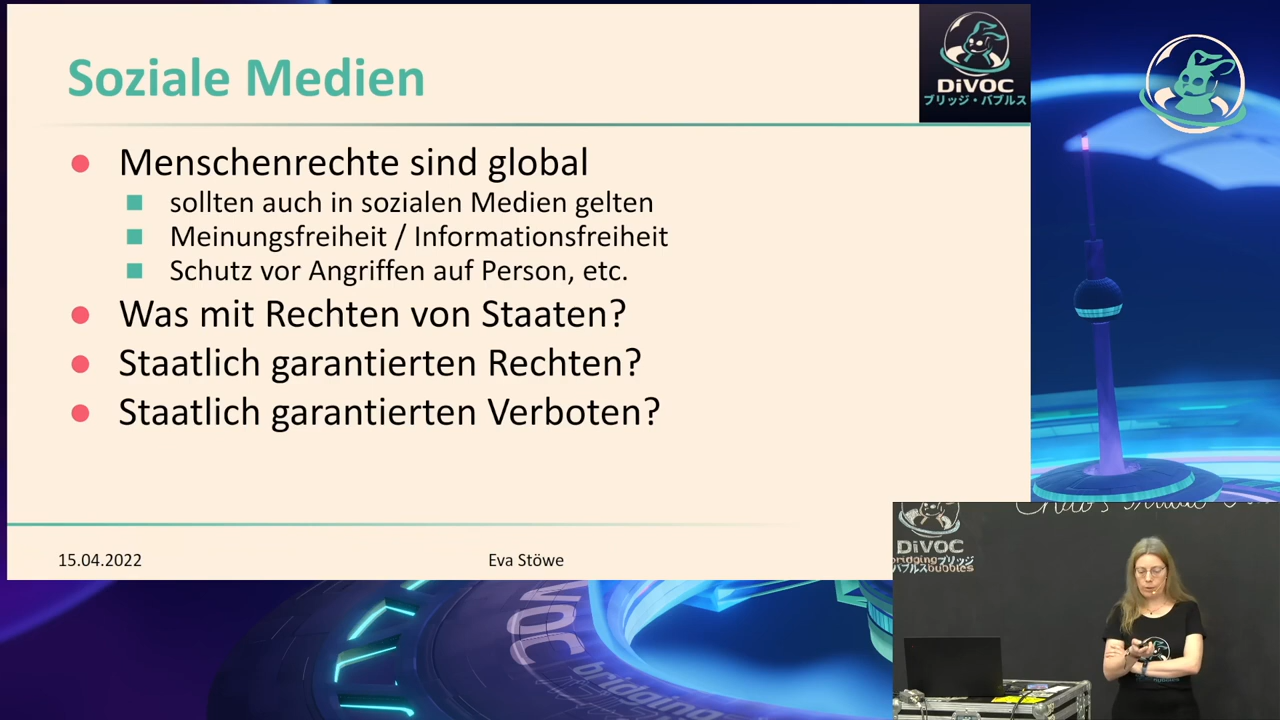 Soziale Medien
DiVOC
ブリッジ・バブルス
Menschenrechte sind global
sollten auch in sozialen Medien gelten
Meinungsfreiheit / Informationsfreiheit
Schutz vor Angriffen auf Person, etc.
Was mit Rechten von Staaten?
Staatlich garantierten Rechten?
Staatlich garantierten Verboten?
15.04.2022
Eva Stöwe
VOC
bridging
DiVOC
bridgingブリッジ
バブルスbubbles